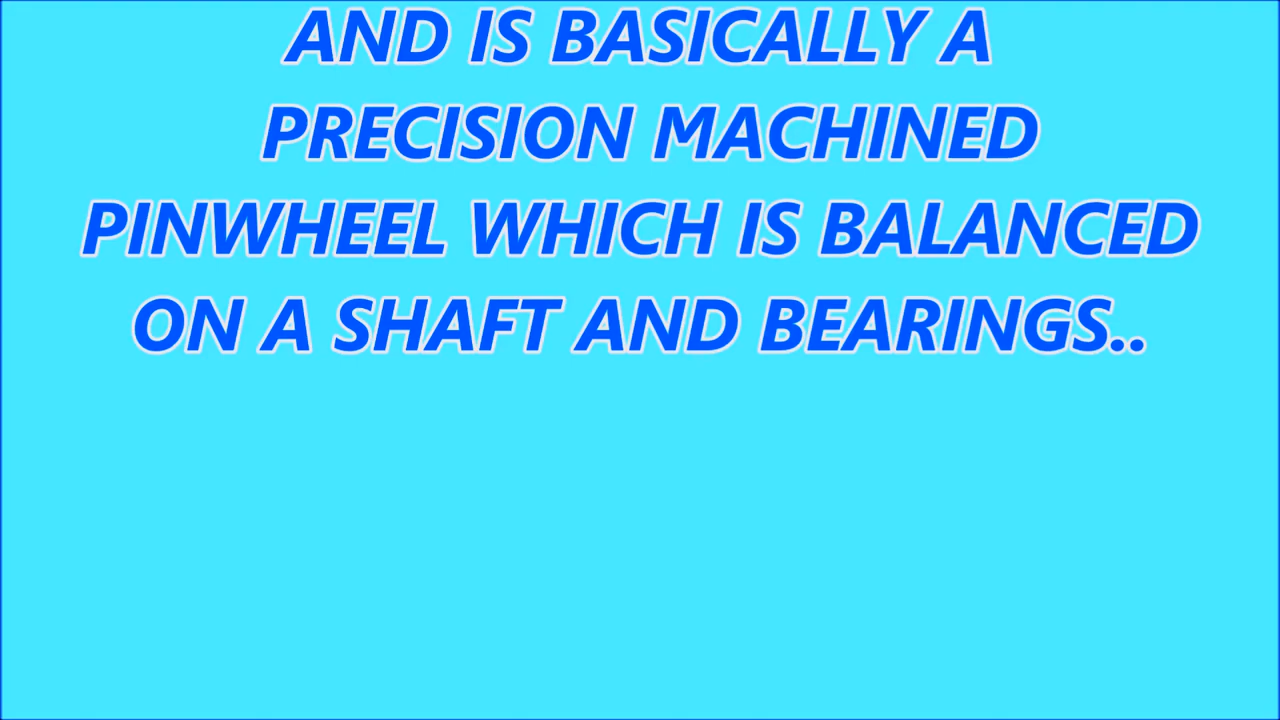 AND IS BASICALLY A
PRECISION MACHINED
PINWHEEL WHICH IS BALANCED
ON A SHAFT AND BEARINGS..